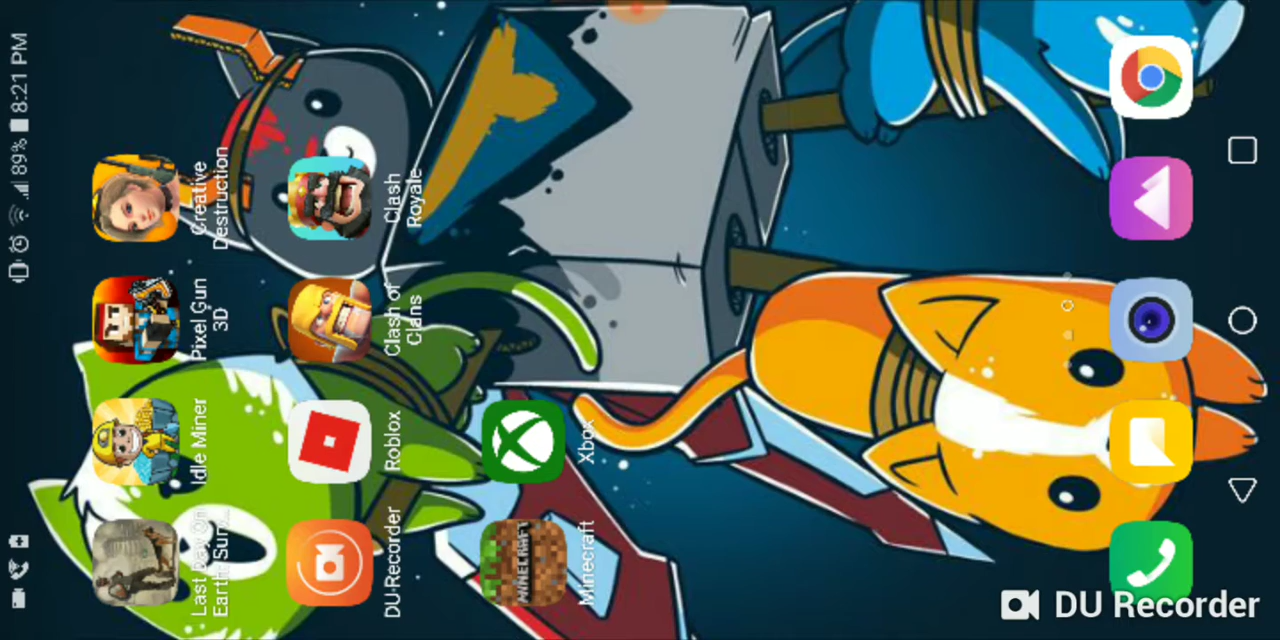 89% 8:21 PM
Last Day On
Earth: Surv...
Idle Miner
Pixel Gun
3D
Creative
Destruction
DU Recorder
Roblox
Clash of
Clans
Clash
Royale
MINECRAFT
Minecraft
Xbox
DU Recorder